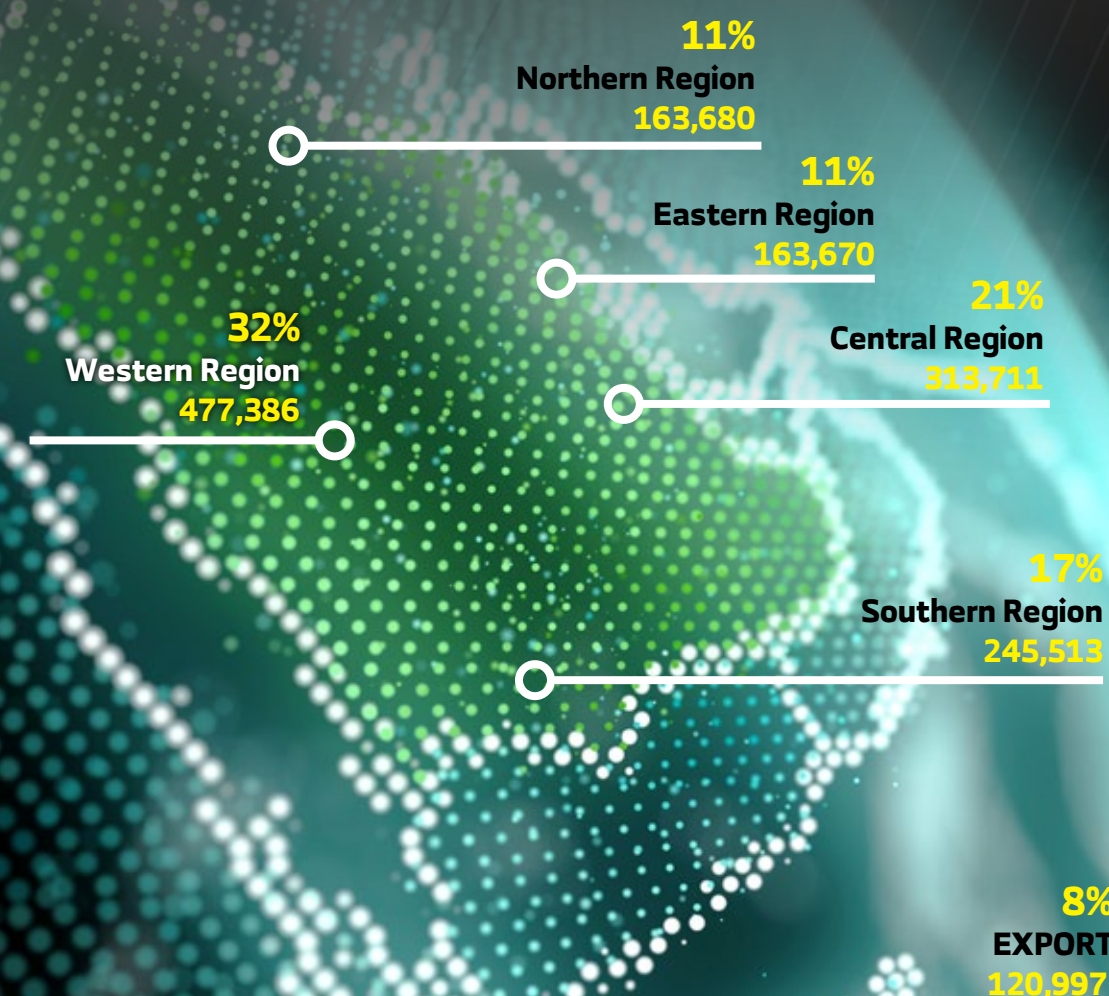 11%
Northern Region
163,680
11%
Eastern Region
163,670
21%
Central Region
313,711
32%
Western Region
477,386
17%
Southern Region
245,513
8%
EXPORT
120,997